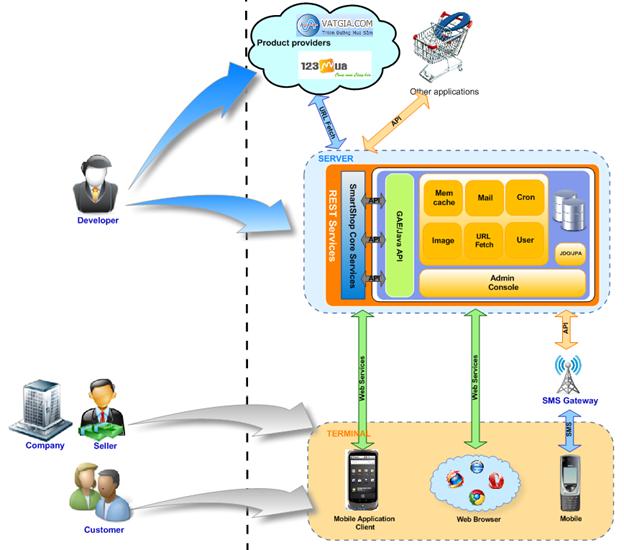 VATGIA.COM
Thiên Đường Mua Sắm
Product providers
123mua
Other applications
URL Fetch
API
SERVER
REST Services
SmartShop Core Services
API
API
API
GAE/Java API
Mem
cache
Mail
Cron
Image
URL
Fetch
User
JDO/JPA
Admin
Console
Developer
Web Services
Web Services
API
SMS Gateway
SMS
Company
Seller
Customer
TERMINAL
Mobile Application
Client
Web Browser
Mobile